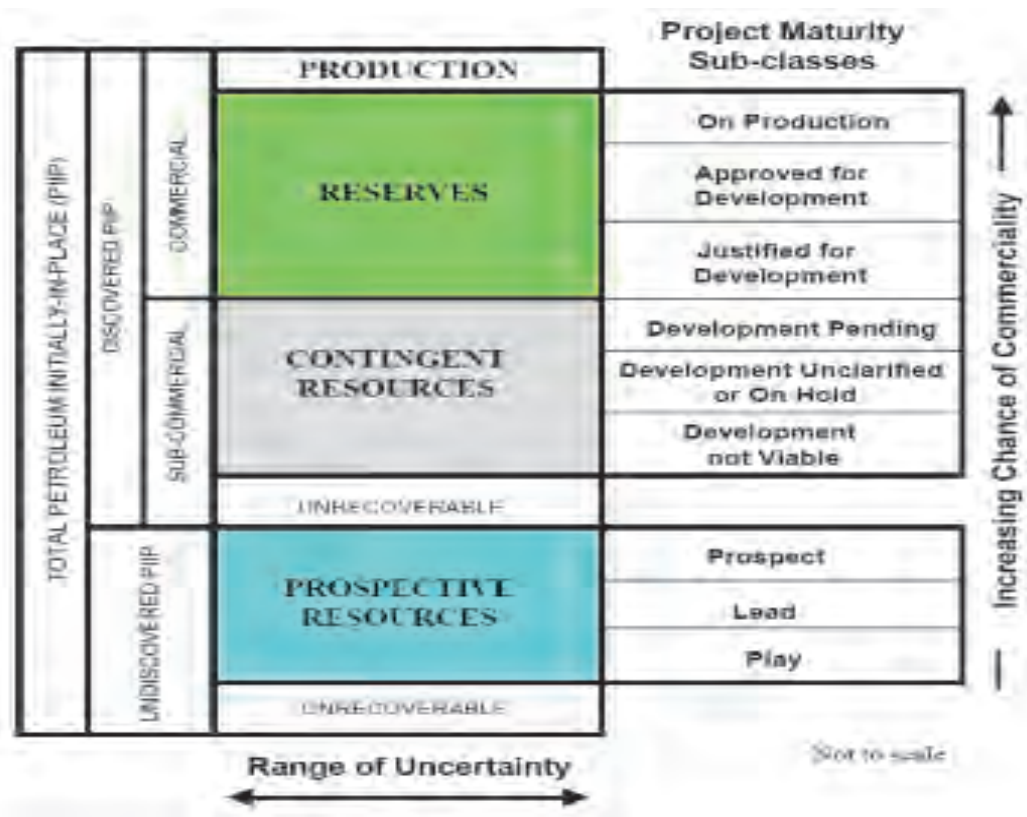 Project Maturity
Sub-classes
PRODUCTION
On Production
RESERVES
Approved for
Development
Justified for
Development
CONTINGENT
RESOURCES
Development Pending
Development Unclarified
or On Hold
Development
not Viable
UNRECOVERABLE
PROSPECTIVE
RESOURCES
Prospect
Lead
Play
UNRECOVERABLE
TOTAL PETROLEUM INITIALLY-IN-PLACE (PIIP)
DISCOVERED PIIP
UNDISCOVERED PIIP
COMMERCIAL
SUB-COMMERCIAL
Increasing Chance of Commerciality
Range of Uncertainty
Not to scale